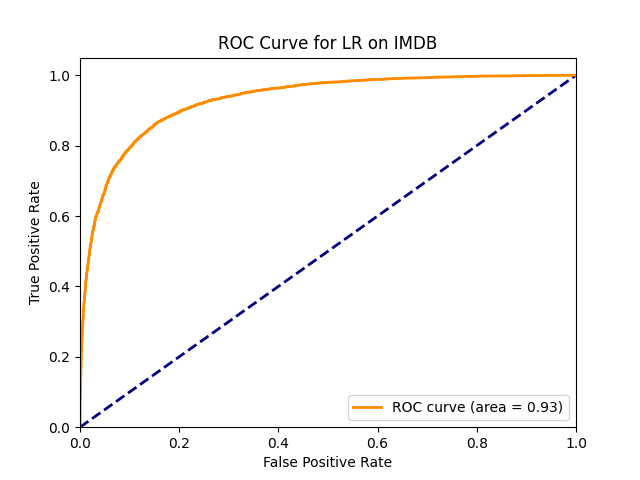 ROC Curve for LR on IMDB
1.0
0.8
0.6
0.4
0.2
0.0
True Positive Rate
ROC curve (area = 0.93)
0.0 0.2 0.4 0.6 0.8 1.0
False Positive Rate